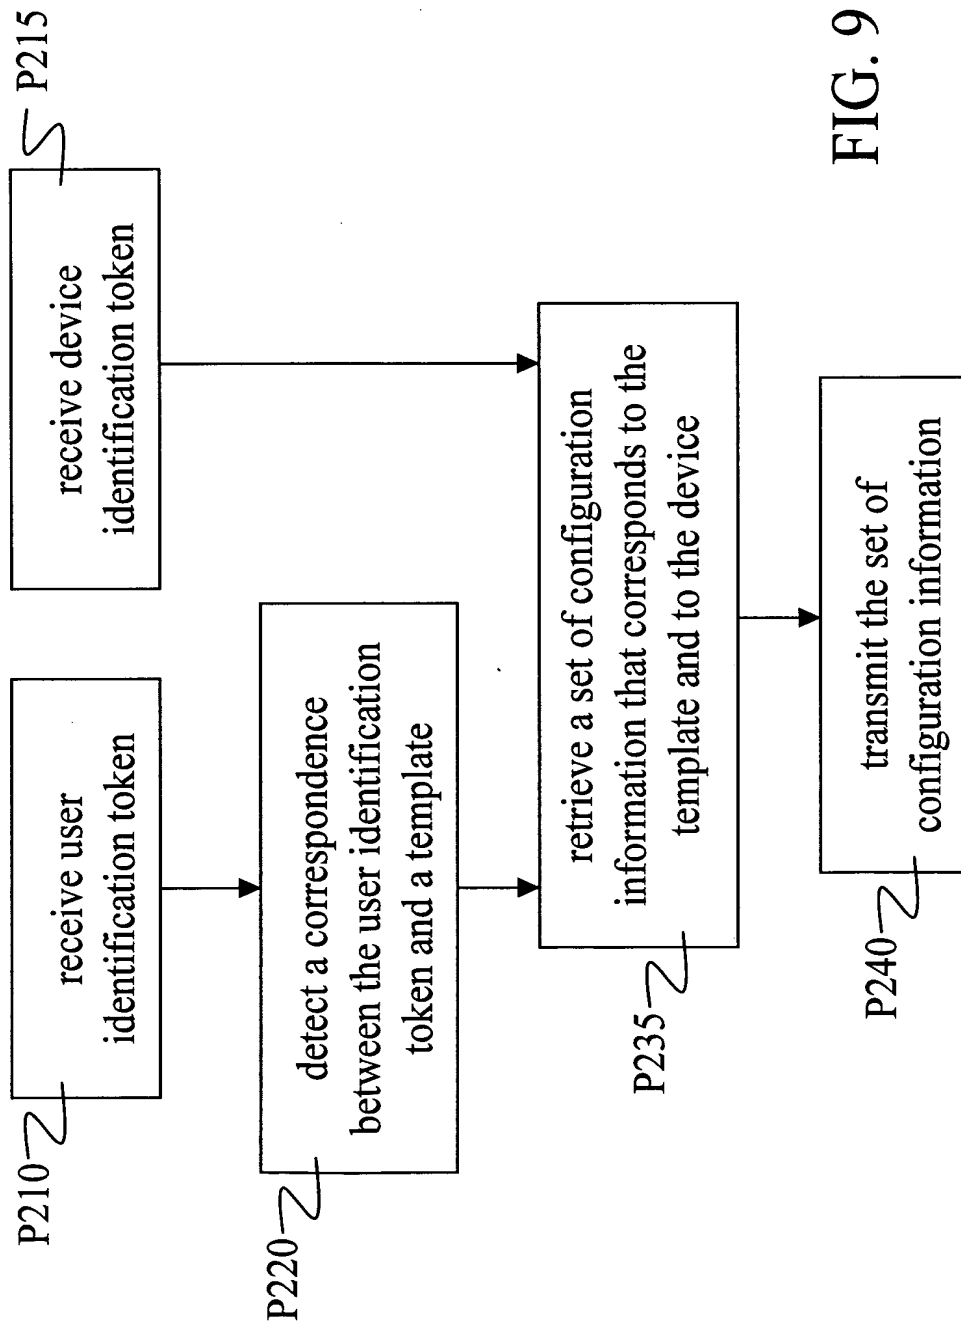 P210
receive user
identification token
P215
receive device
identification token
P220
detect a correspondence
between the user identification
token and a template
P235
retrieve a set of configuration
information that corresponds to the
template and to the device
P240
transmit the set of
configuration information
FIG. 9